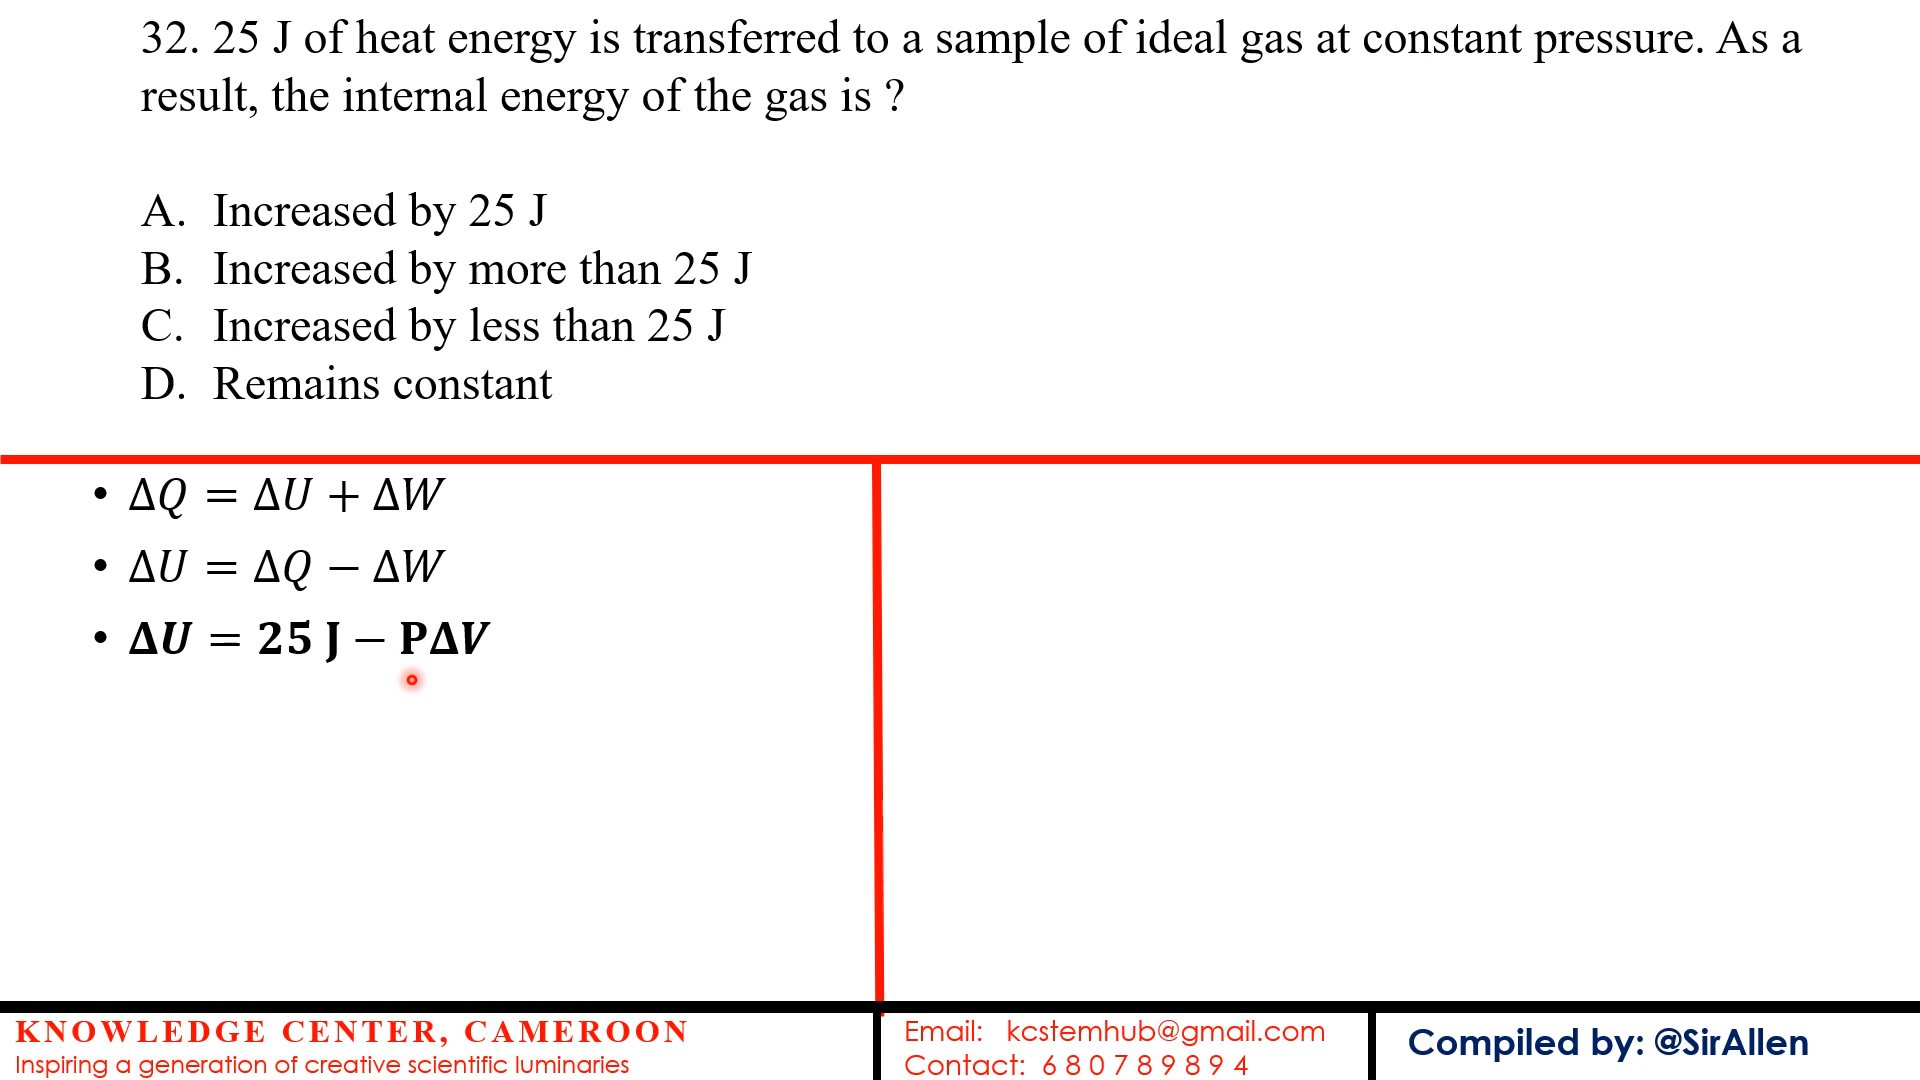 32. 25 J of heat energy is transferred to a sample of ideal gas at constant pressure. As a
result, the internal energy of the gas is ?
A. Increased by 25 J
B. Increased by more than 25 J
C. Increased by less than 25 J
D. Remains constant
• ΔQ = ΔU + ΔW
• ΔU = ΔQ − ΔW
• ΔU = 25 J − PΔV
KNOWLEDGE CENTER, CAMEROON
Inspiring a generation of creative scientific luminaries
Email: kcstemhub@gmail.com
Contact: 6 8 0 7 8 9 8 9 4
Compiled by: @SirAllen